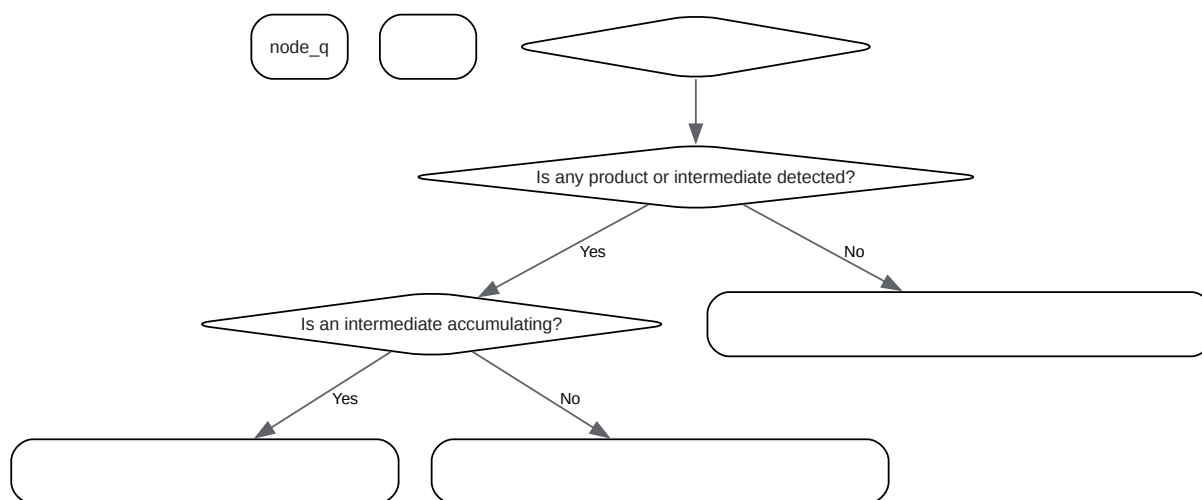 node_q
Is any product or intermediate detected?
Yes
No
Is an intermediate accumulating?
Yes
No